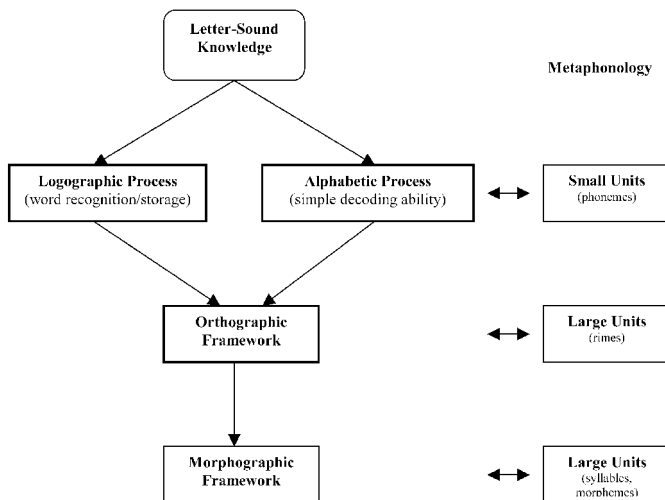 Letter-Sound
Knowledge
Metaphonology
Logographic Process
(word recognition/storage)
Alphabetic Process
(simple decoding ability)
Small Units
(phonemes)
Orthographic
Framework
Large Units
(rimes)
Morphographic
Framework
Large Units
(syllables,
morphemes)